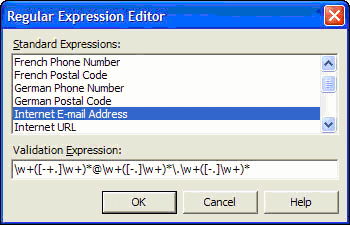 Regular Expression Editor
Standard Expressions:
French Phone Number
French Postal Code
German Phone Number
German Postal Code
Internet E-mail Address
Internet URL
Validation Expression:
\w+([-+.]\w+)*@\w+([-.]\w+)*\.\w+([-.]\w+)*
OK Cancel Help